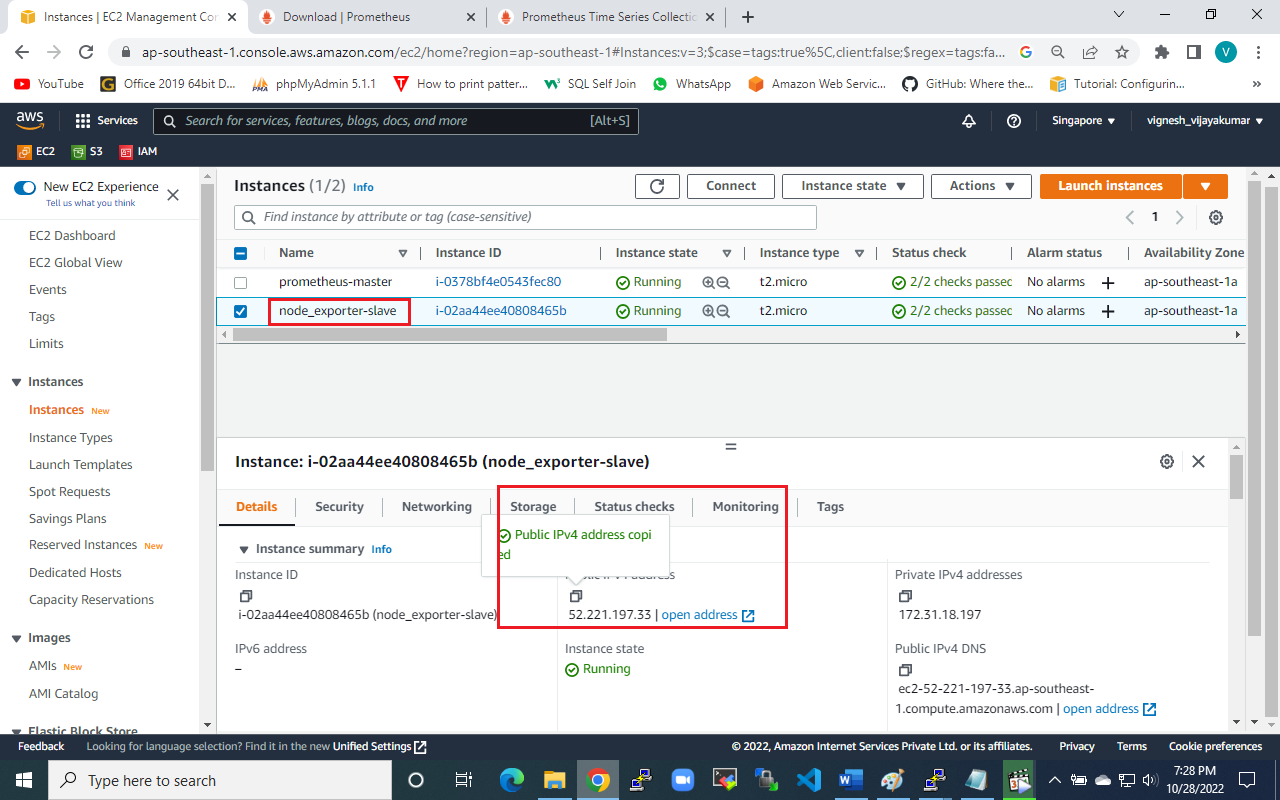 Instances | EC2 Management Con
Download | Prometheus
Prometheus Time Series Collectio
ap-southeast-1.console.aws.amazon.com/ec2/home?region=ap-southeast-1#Instances:v=3;$case=tags:true%5C,client:false;$regex=tags:fa...
V
YouTube
Office 2019 64bit D...
phpMyAdmin 5.1.1
How to print patter...
SQL Self Join
WhatsApp
Amazon Web Servic...
GitHub: Where the...
Tutorial: Configurin...
»
aws
Services
Search for services, features, blogs, docs, and more
[Alt+S]
Singapore
vignesh_vijayakumar
EC2
S3
IAM
New EC2 Experience
Tell us what you think
EC2 Dashboard
EC2 Global View
Events
Tags
Limits
Instances
Instances New
Instance Types
Launch Templates
Spot Requests
Savings Plans
Reserved Instances New
Dedicated Hosts
Capacity Reservations
Images
AMIs New
AMI Catalog
Elastic Block Store
Instances (1/2) Info
Connect
Instance state
Actions
Launch instances
Find instance by attribute or tag (case-sensitive)
1
Name Instance ID Instance state Instance type Status check Alarm status Availability Zone
prometheus-master i-0378bf4e0543fec80 Running t2.micro 2/2 checks passed No alarms ap-southeast-1a
node_exporter-slave i-02aa44ee40808465b Running t2.micro 2/2 checks passed No alarms ap-southeast-1a
Instance: i-02aa44ee40808465b (node_exporter-slave)
Details Security Networking Storage Status checks Monitoring Tags
Public IPv4 address copi
ed
Instance summary Info
Instance ID
i-02aa44ee40808465b (node_exporter-slave)
Public IPv4 address
52.221.197.33 | open address
Private IPv4 addresses
172.31.18.197
IPv6 address
–
Instance state
Running
Public IPv4 DNS
ec2-52-221-197-33.ap-southeast-
1.compute.amazonaws.com | open address
Feedback
Looking for language selection? Find it in the new Unified Settings
© 2022, Amazon Internet Services Private Ltd. or its affiliates.
Privacy
Terms
Cookie preferences
Type here to search
7:28 PM
10/28/2022